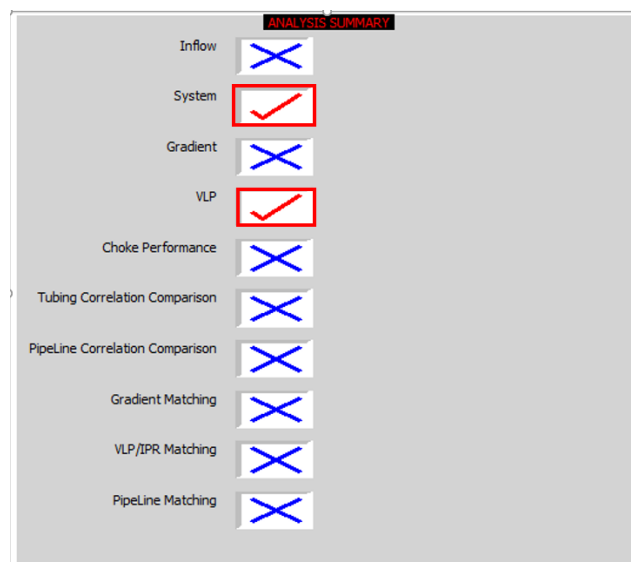 ANALYSIS SUMMARY
Inflow
System
Gradient
VLP
Choke Performance
Tubing Correlation Comparison
PipeLine Correlation Comparison
Gradient Matching
VLP/IPR Matching
PipeLine Matching